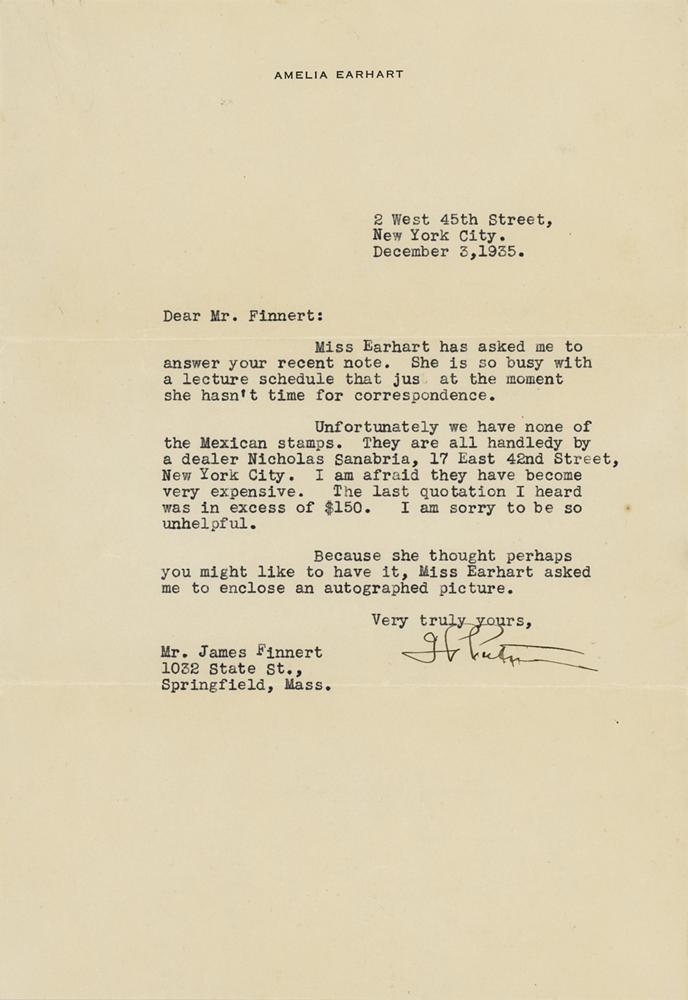 AMELIA EARHART
2 West 45th Street,
New York City.
December 3,1935.
Dear Mr. Finnert:
Miss Earhart has asked me to
answer your recent note. She is so busy with
a lecture schedule that jus at the moment
she hasn't time for correspondence.
Unfortunately we have none of
the Mexican stamps. They are all handledy by
a dealer Nicholas Sanabria, 17 East 42nd Street,
New York City. I am afraid they have become
very expensive. The last quotation I heard
was in excess of $150. I am sorry to be so
unhelpful.
Because she thought perhaps
you might like to have it, Miss Earhart asked
me to enclose an autographed picture.
Very truly yours,
Mr. James Finnert
1032 State St.,
Springfield, Mass.